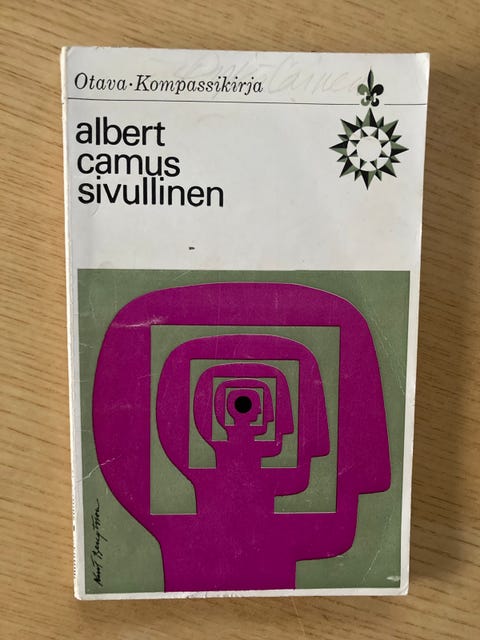 Otava·Kompassikirja
albert
camus
sivullinen